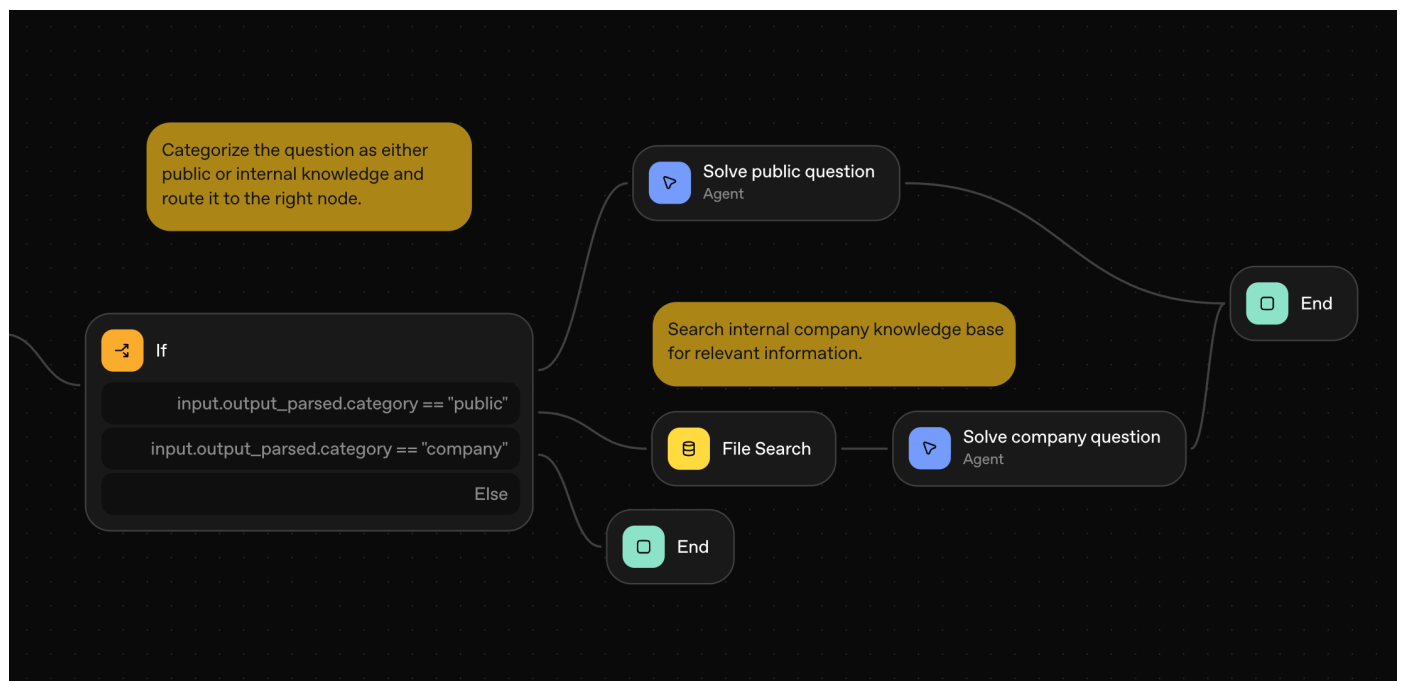 Categorize the question as either
public or internal knowledge and
route it to the right node.
If
input.output_parsed.category == "public"
input.output_parsed.category == "company"
Else
Solve public question
Agent
Search internal company knowledge base
for relevant information.
File Search
Solve company question
Agent
End
End